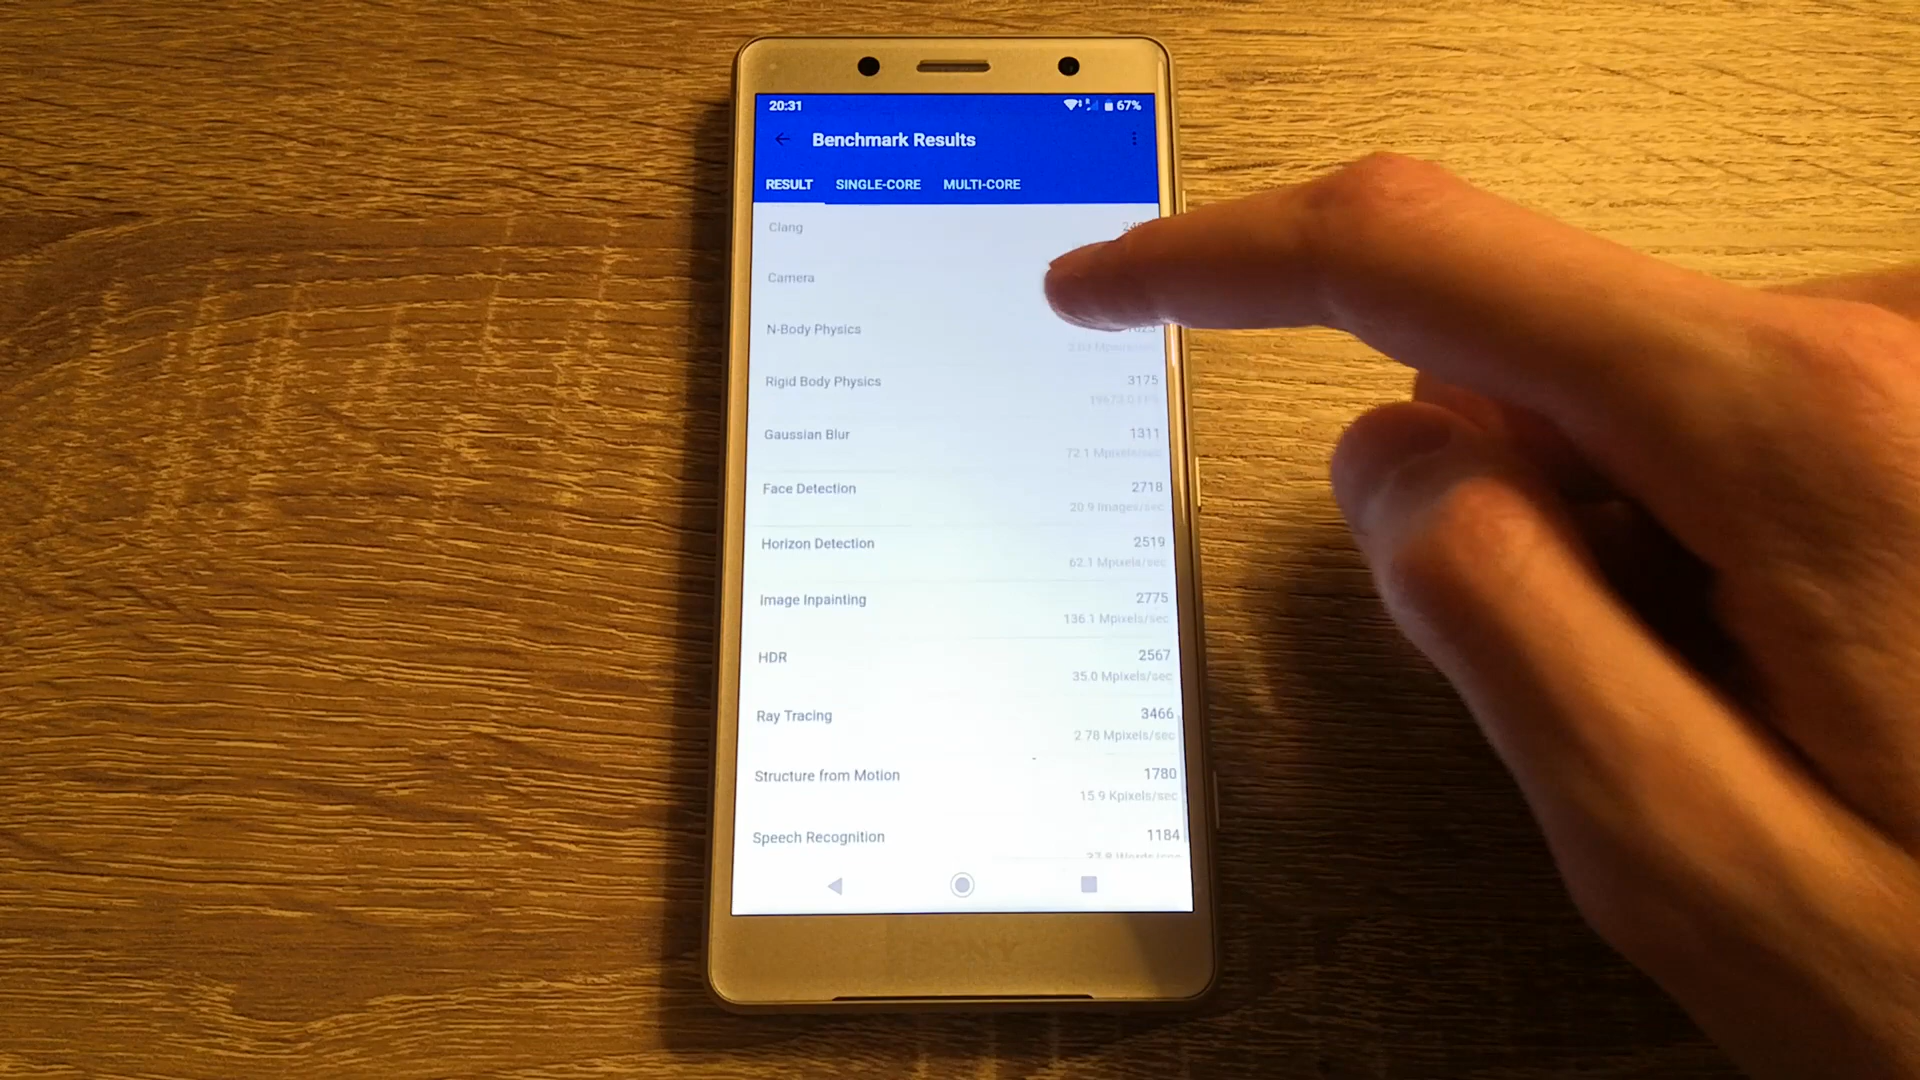 20:31 67%
Benchmark Results
RESULT SINGLE-CORE MULTI-CORE
Clang
Camera
N-Body Physics
Rigid Body Physics 3175
Gaussian Blur 1311
72.1 Mpixels/sec
Face Detection 2718
20.9 images/sec
Horizon Detection 2519
62.1 Mpixels/sec
Image Inpainting 2775
136.1 Mpixels/sec
HDR 2567
35.0 Mpixels/sec
Ray Tracing 3466
2.78 Mpixels/sec
Structure from Motion 1780
15.9 Kpixels/sec
Speech Recognition 1184
SONY